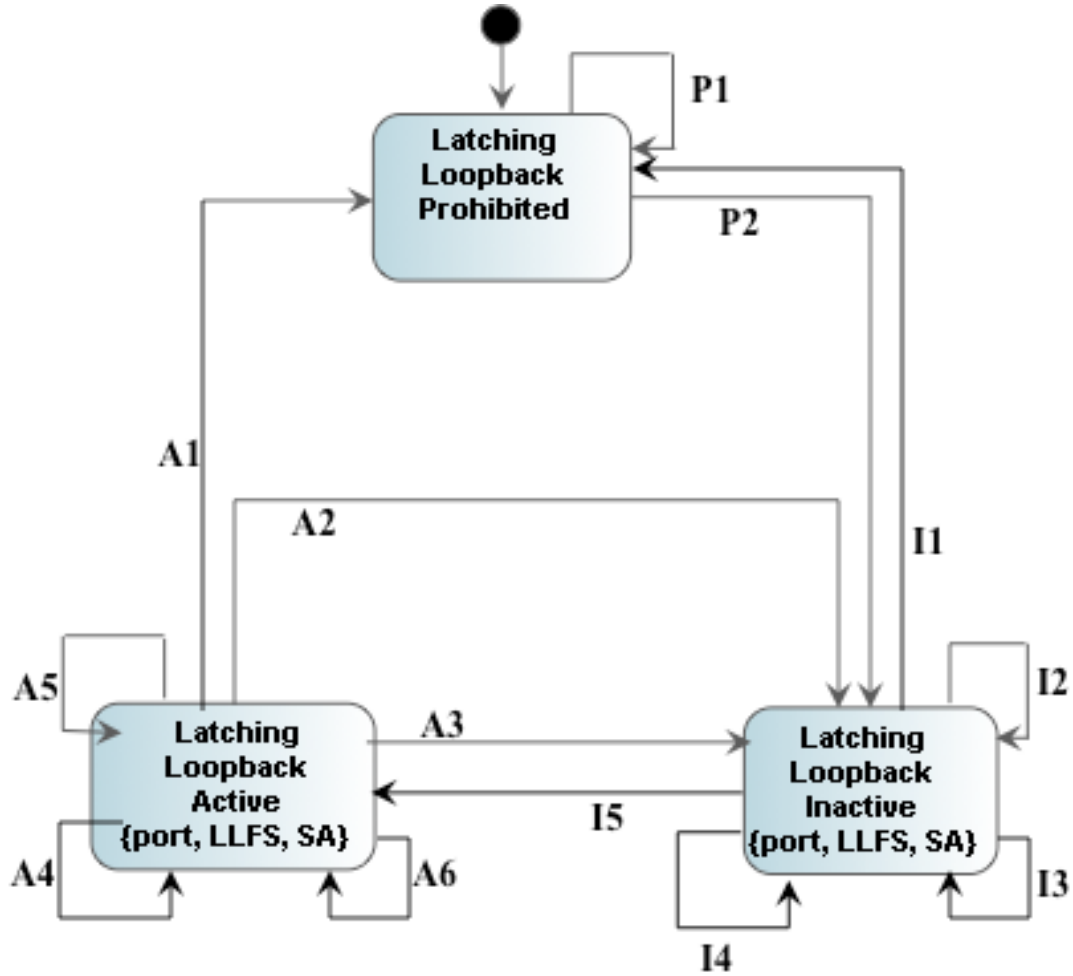 P1
Latching
Loopback
Prohibited
P2
A1
A2
I1
A5
I2
Latching
Loopback
Active
{port, LLFS, SA}
A3
I5
Latching
Loopback
Inactive
{port, LLFS, SA}
A4
A6
I4
I3